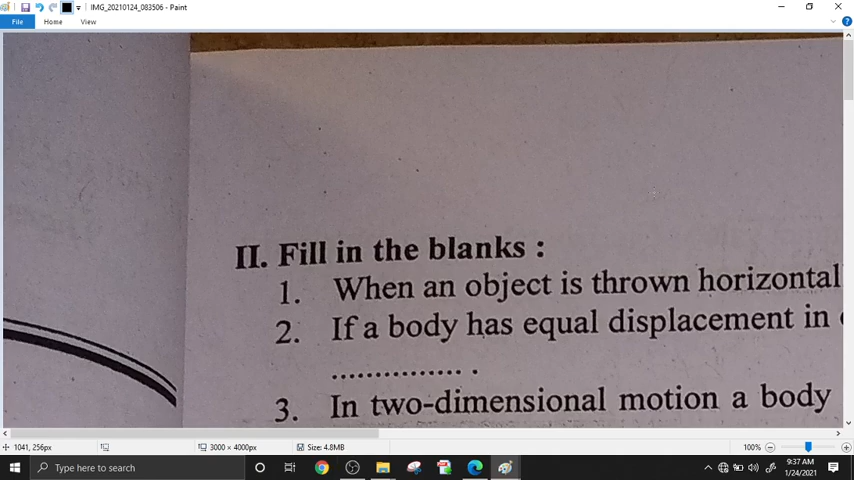 IMG_20210124_083506 - Paint
File Home View
II. Fill in the blanks :
1. When an object is thrown horizontal
2. If a body has equal displacement in
................ .
3. In two-dimensional motion a body
1041, 256px 3000 × 4000px Size: 4.8MB 100%
Type here to search
9:37 AM
1/24/2021